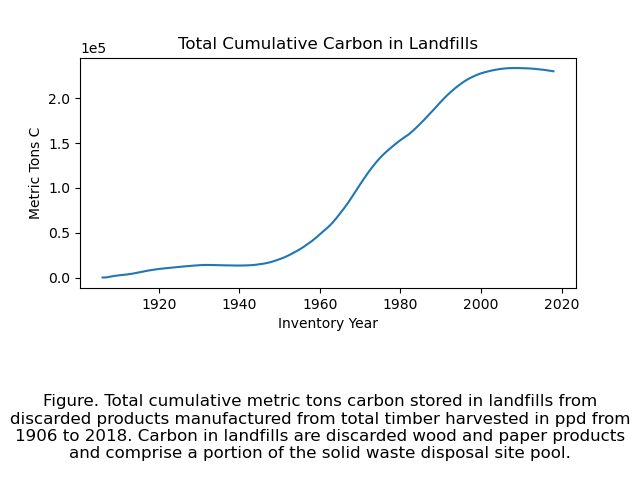 Total Cumulative Carbon in Landfills
1e5
2.0
1.5
1.0
0.5
0.0
Metric Tons C
1920 1940 1960 1980 2000 2020
Inventory Year
Figure. Total cumulative metric tons carbon stored in landfills from
discarded products manufactured from total timber harvested in ppd from
1906 to 2018. Carbon in landfills are discarded wood and paper products
and comprise a portion of the solid waste disposal site pool.